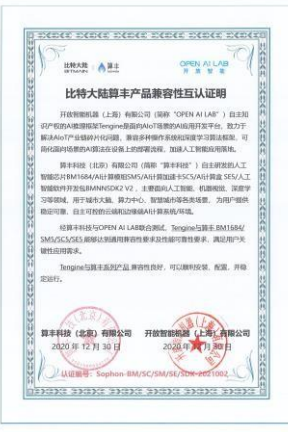 比特大陆
BITMAIN
算丰
OPEN AI LAB
开放智能
比特大陆算丰产品兼容性互认证明
开放智能机器（上海）有限公司（简称“OPEN AI LAB”）自主
知识产权的AI推理框架Tengine是面向AIoT场景的AI应用开发平台，致力于
解决AIoT产业链碎片化问题，兼容多种操作系统和深度学习算法框架，可
简化面向场景的AI算法在设备上的部署流程，加速人工智能应用落地。
算丰科技（北京）有限公司（简称“算丰科技”）自主研发的人工
智能芯片BM1684/AI计算模组SM5/AI计算加速卡SC5/AI计算盒 SE5/人工
智能软件开发包BMNNSDK2 V2 ，主要面向人工智能、机器视觉、深度学
习等领域，用于城市大脑、算力中心、智慧城市等各类场景，为用户提供
稳定可靠、自主可控的云端和边缘端AI计算系统/环境。
经算丰科技与OPEN AI LAB联合测试，Tengine与算丰 BM1684/
SM5/SC5/SE5 能够达到通用兼容性要求及性能可靠性要求，满足用户关
键性应用需求。
Tengine与算丰系列产品 兼容性良好，可以顺利安装、配置，并稳
定运行。
算丰科技（北京）有限公司
开放智能机器（上海）有限公司
2020 年 12 月 30 日
2020 年 12 月 30 日
认证编号：Sophon-BM/SC/SM/SE/SDK-2021002